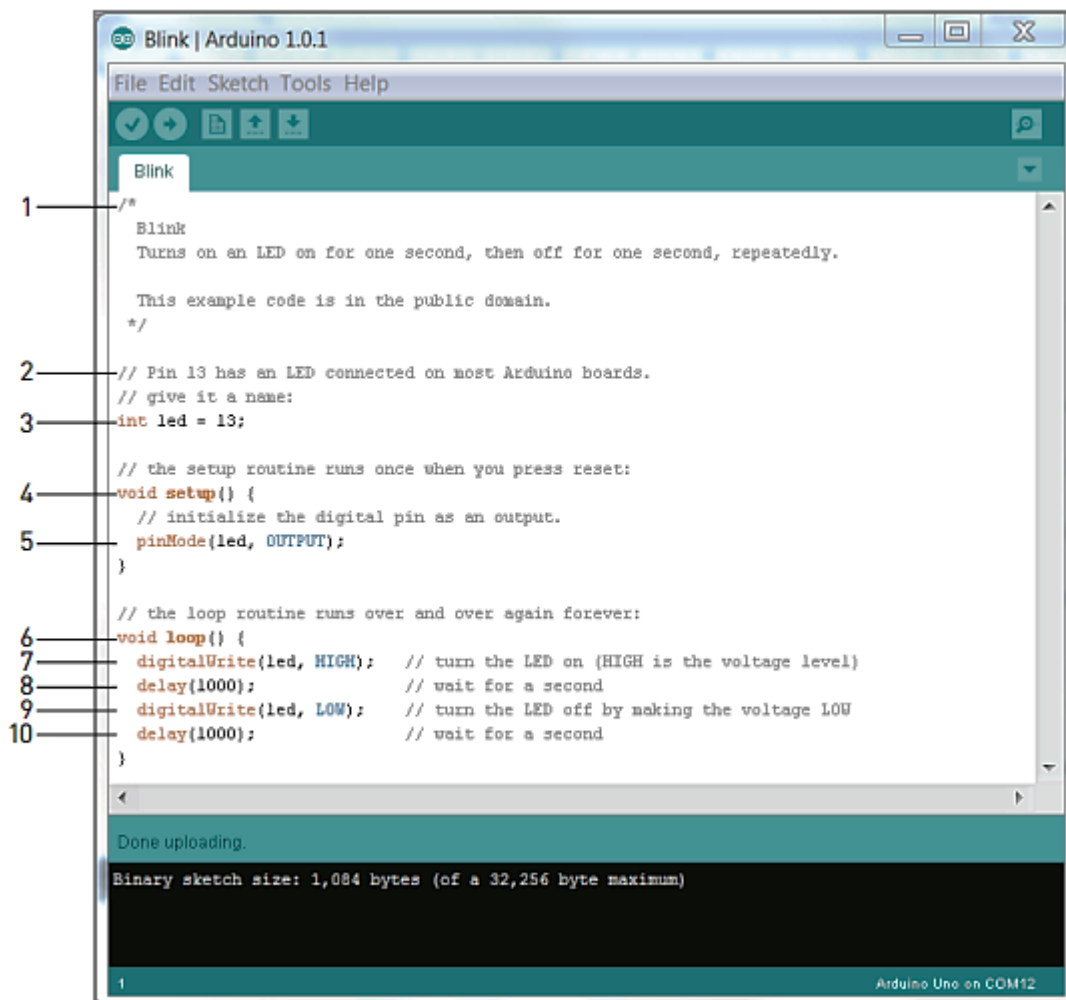 Blink | Arduino 1.0.1
File Edit Sketch Tools Help
Blink
1 /*
Blink
Turns on an LED on for one second, then off for one second, repeatedly.
This example code is in the public domain.
*/
2 // Pin 13 has an LED connected on most Arduino boards.
// give it a name:
3 int led = 13;
// the setup routine runs once when you press reset:
4 void setup() {
// initialize the digital pin as an output.
5 pinMode(led, OUTPUT);
}
// the loop routine runs over and over again forever:
6 void loop() {
7 digitalWrite(led, HIGH); // turn the LED on (HIGH is the voltage level)
8 delay(1000); // wait for a second
9 digitalWrite(led, LOW); // turn the LED off by making the voltage LOW
10 delay(1000); // wait for a second
}
Done uploading.
Binary sketch size: 1,084 bytes (of a 32,256 byte maximum)
1 Arduino Uno on COM12